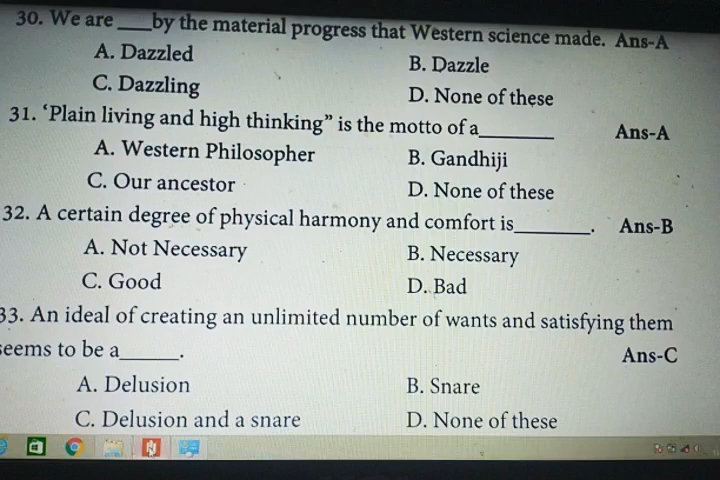 30. We are ___by the material progress that Western science made. Ans-A
A. Dazzled B. Dazzle
C. Dazzling D. None of these
31. ‘Plain living and high thinking” is the motto of a________ Ans-A
A. Western Philosopher B. Gandhiji
C. Our ancestor D. None of these
32. A certain degree of physical harmony and comfort is________. Ans-B
A. Not Necessary B. Necessary
C. Good D. Bad
33. An ideal of creating an unlimited number of wants and satisfying them
seems to be a______. Ans-C
A. Delusion B. Snare
C. Delusion and a snare D. None of these